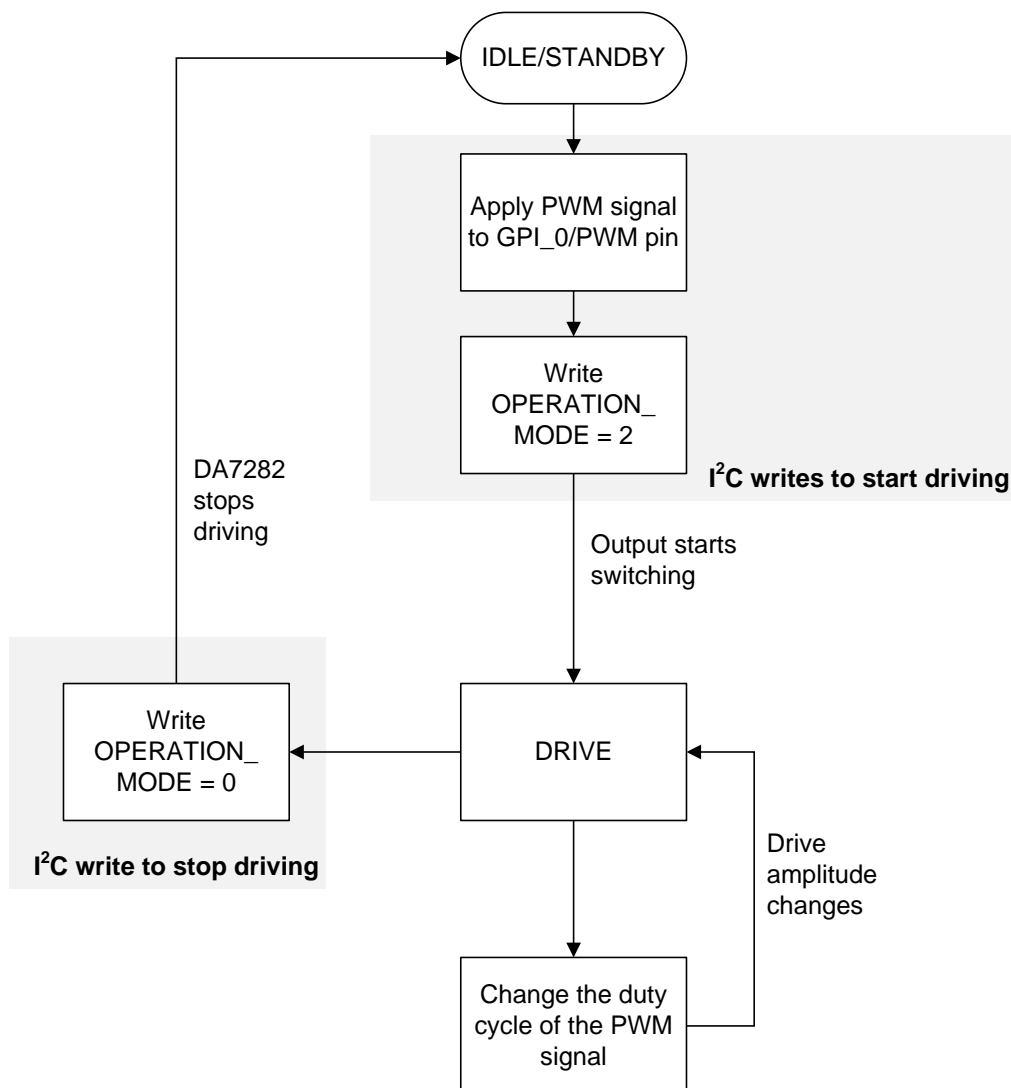 IDLE/STANDBY
Apply PWM signal
to GPI_0/PWM pin
Write
OPERATION_
MODE = 2
I²C writes to start driving
DA7282
stops
driving
Output starts
switching
Write
OPERATION_
MODE = 0
I²C write to stop driving
DRIVE
Drive
amplitude
changes
Change the duty
cycle of the PWM
signal